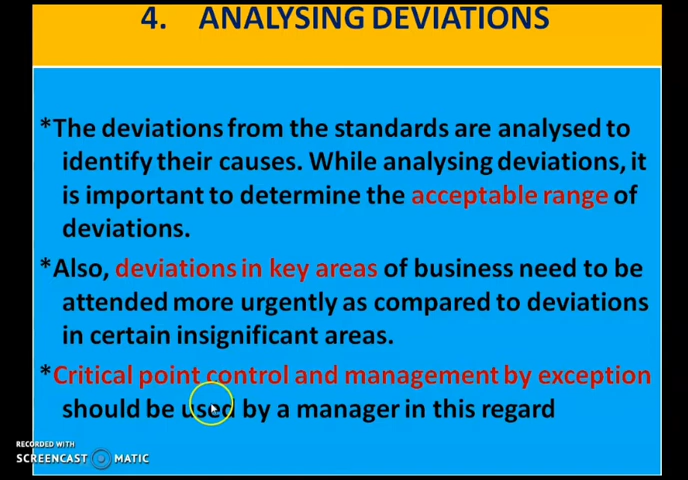 4. ANALYSING DEVIATIONS
*The deviations from the standards are analysed to
identify their causes. While analysing deviations, it
is important to determine the acceptable range of
deviations.
*Also, deviations in key areas of business need to be
attended more urgently as compared to deviations
in certain insignificant areas.
*Critical point control and management by exception
should be used by a manager in this regard
RECORDED WITH
SCREENCAST MATIC